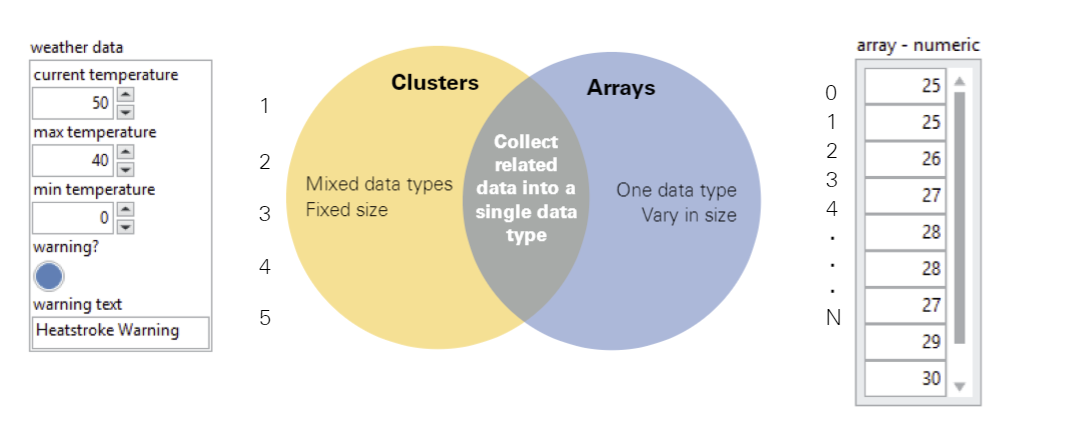 weather data
current temperature
50
max temperature
40
min temperature
0
warning?
warning text
Heatstroke Warning
1
2
3
4
5
Clusters
Mixed data types
Fixed size
Collect
related
data into a
single data
type
Arrays
One data type
Vary in size
array - numeric
0
1
2
3
4
.
.
.
N
25
25
26
27
28
28
27
29
30